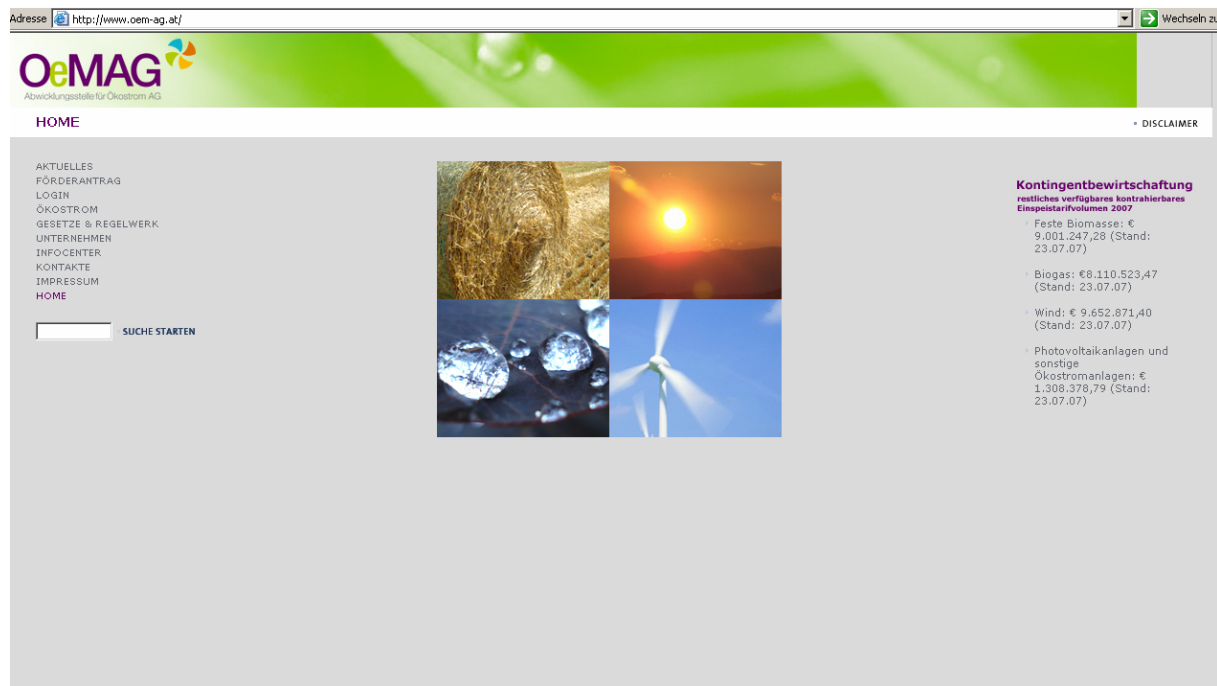 Adresse http://www.oem-ag.at/ Wechseln zu
OeMAG
Abwicklungsstelle für Ökostrom AG
HOME
DISCLAIMER
AKTUELLES
FÖRDERANTRAG
LOGIN
ÖKOSTROM
GESETZE & REGELWERK
UNTERNEHMEN
INFOCENTER
KONTAKTE
IMPRESSUM
HOME
SUCHE STARTEN
Kontingentbewirtschaftung
restliches verfügbares kontrahierbares
Einspeistarifvolumen 2007
Feste Biomasse: €
9.001.247,28 (Stand:
23.07.07)
Biogas: €8.110.523,47
(Stand: 23.07.07)
Wind: € 9.652.871,40
(Stand: 23.07.07)
Photovoltaikanlagen und
sonstige
Ökostromanlagen: €
1.308.378,79 (Stand:
23.07.07)